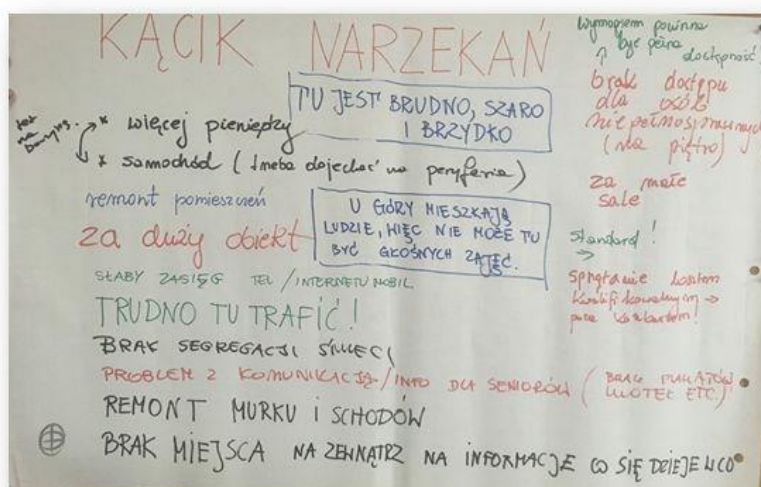 KĄCIK NARZEKAŃ
Wymogiem powinna
być pełna
dostępność!
brak dostępu
dla osób
niepełnosprawnych
(na piętro)
za małe
sale
standard!
sprzątanie kosztem
kwalifikowalnym
poza konkursem!
TU JEST BRUDNO, SZARO
I BRZYDKO
* więcej pieniędzy
* samochód (trzeba dojechać na peryferia)
remont pomieszczeń
U GÓRY MIESZKAJĄ
LUDZIE, WIĘC NIE MOŻE TU
BYĆ GŁOŚNYCH ZAJĘĆ.
za duży obiekt
SŁABY ZASIĘG TEL / INTERNETU MOBIL.
TRUDNO TU TRAFIĆ!
BRAK SEGREGACJI ŚMIECI
PROBLEM Z KOMUNIKACJĄ / INFO DLA SENIORÓW (BRAK PLAKATÓW
ULOTEK ETC.)
REMONT MURKU I SCHODÓW
BRAK MIEJSCA NA ZEWNĄTRZ NA INFORMACJE CO SIĘ DZIEJE W CO